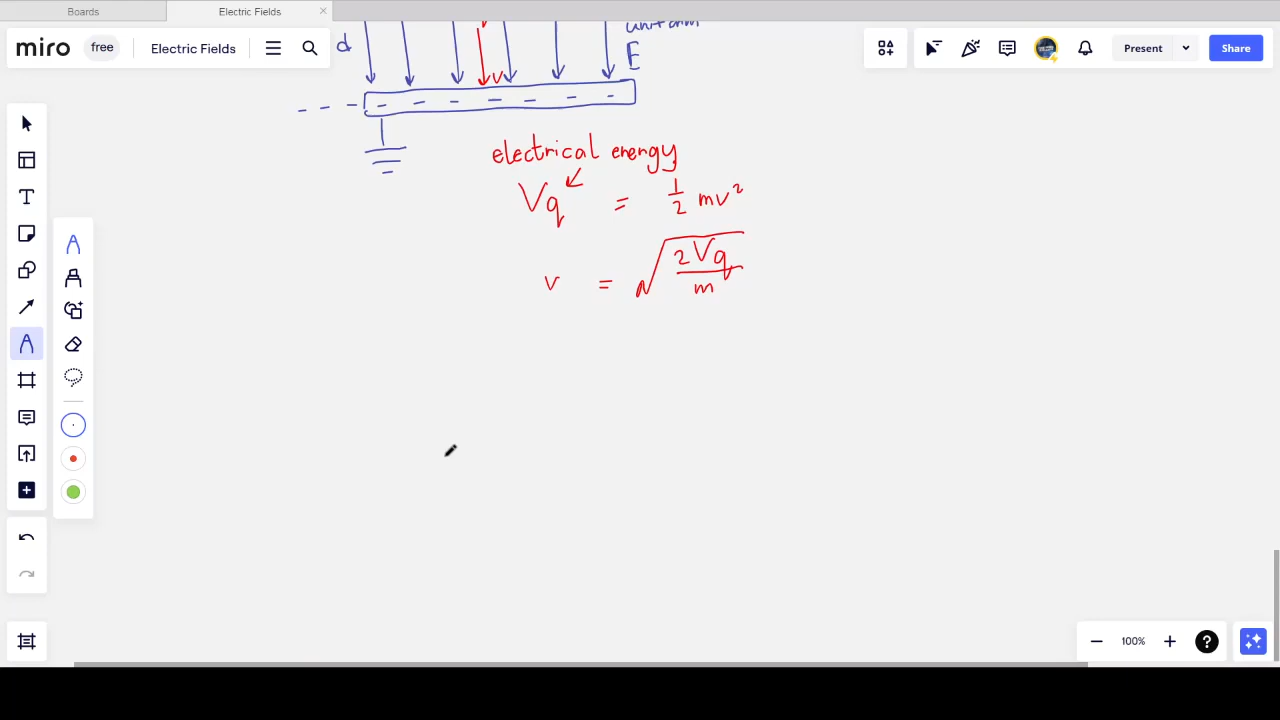 Boards Electric Fields
miro free Electric Fields Present Share
d
E
electrical energy
Vq = 1/2 mv²
v = √(2Vq/m)
v
100%